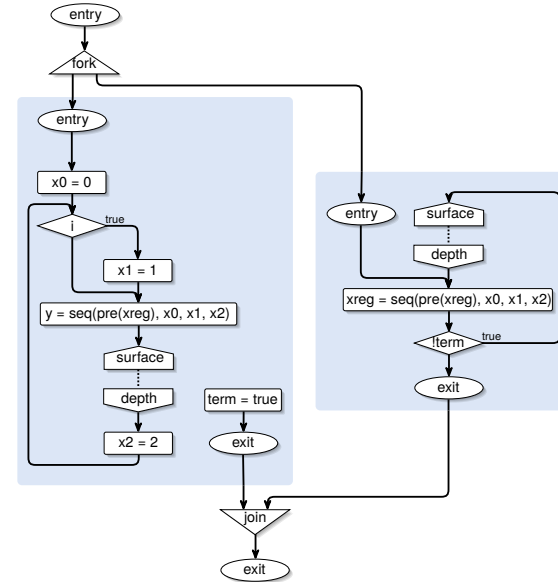 entry
fork
entry
x0 = 0
i
true
x1 = 1
y = seq(pre(xreg), x0, x1, x2)
surface
depth
x2 = 2
term = true
exit
entry
surface
depth
xreg = seq(pre(xreg), x0, x1, x2)
!term
true
exit
join
exit